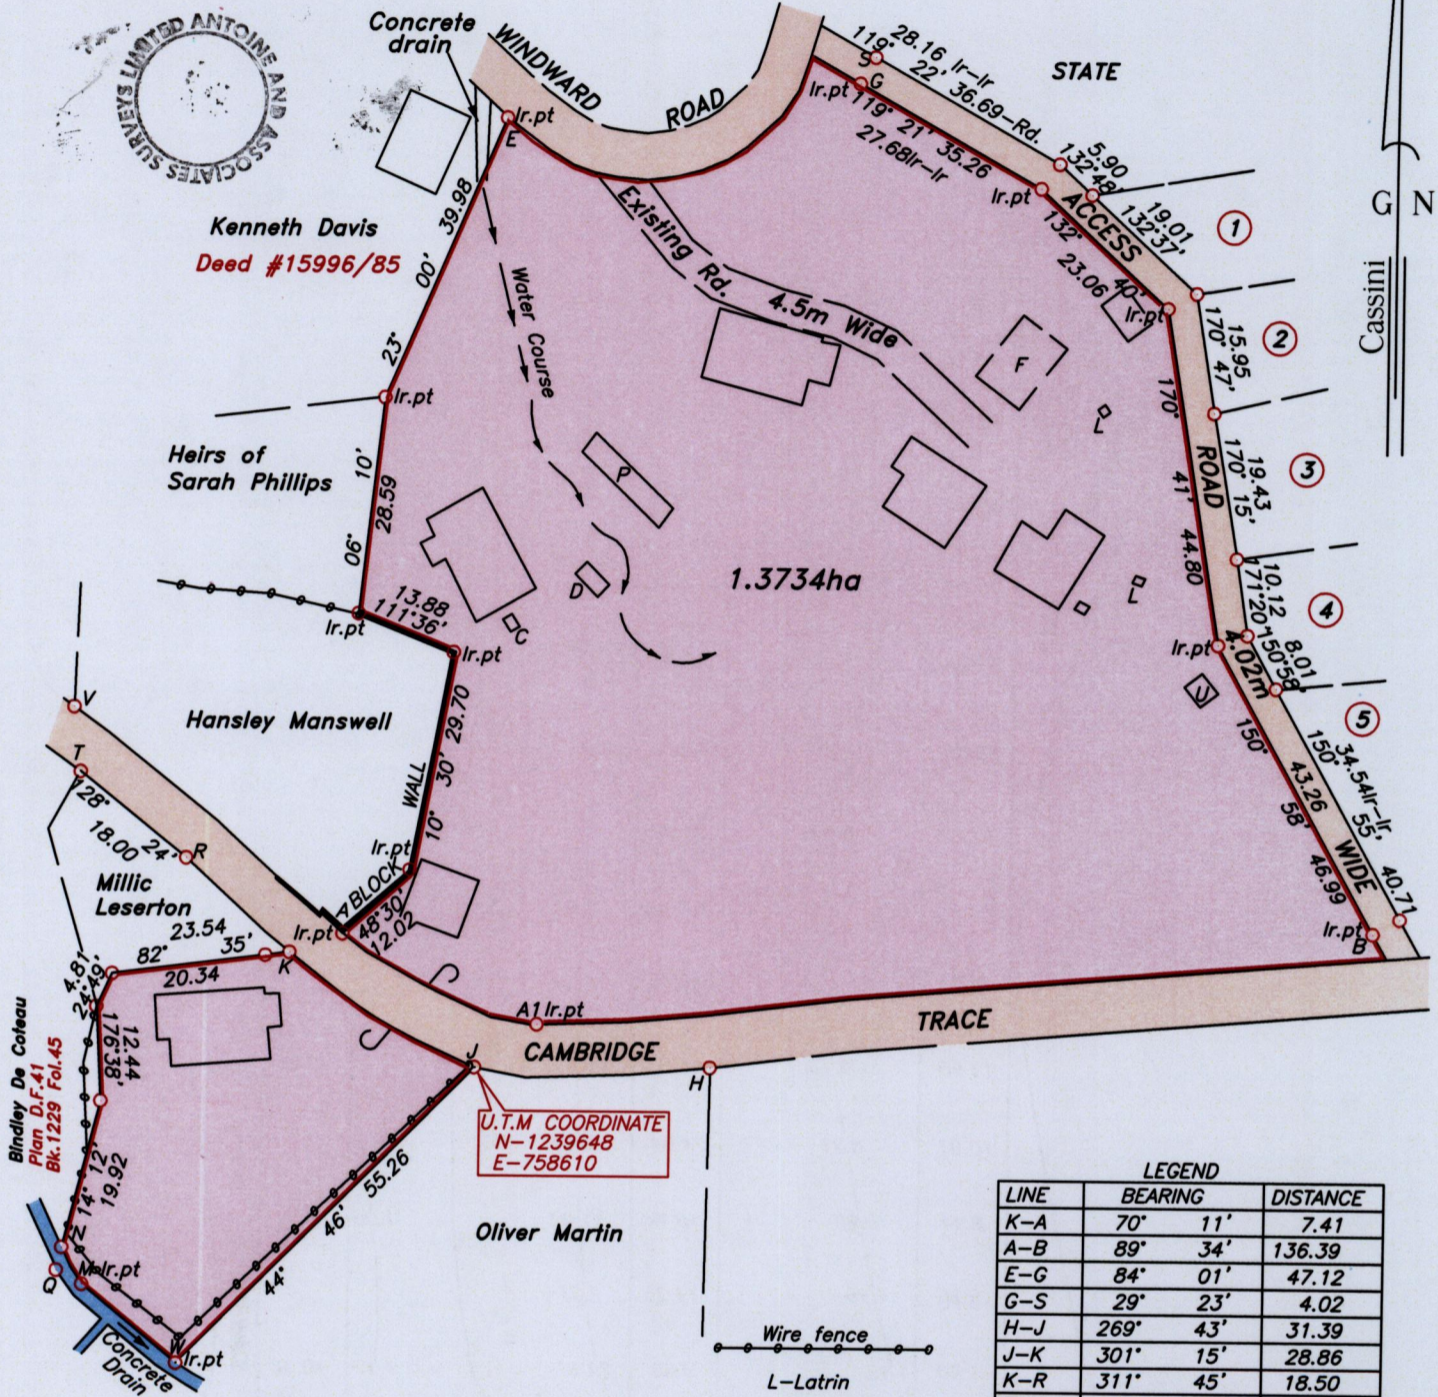 ANTOINE AND ASSOCIATES SURVEYS LIMITED
Concrete
drain
WINDWARD
ROAD
119°
28.16 Ir-Ir
22'
36.69-Rd.
STATE
S
G
Ir.pt
119° 21' 35.26
27.68Ir-Ir
Ir.pt
E
Ir.pt
5.90
132°48'
ACCESS
19.01
132°37'
1
G N
Cassini
Kenneth Davis
Deed #15996/85
39.98
00'
23°
Water Course
Existing Rd.
4.5m Wide
132°
23.06
40'
Ir.pt
15.95
170° 47'
2
F
L
Ir.pt
Heirs of
Sarah Phillips
10'
28.59
06°
P
170°
41'
44.80
ROAD
19.43
170° 15'
3
1.3734ha
D
C
L
10.12
171°20'
4
13.88
111°36'
Ir.pt
Ir.pt
Ir.pt
4.02m
8.01
150°58'
5
U
V
T
Hansley Manswell
29.70
30'
10°
WALL
150°
43.26
58'
46.99
34.54Ir-Ir,
150° 55'
WIDE
40.71
128°
18.00 24'
R
Ir.pt
BLOCK
A
48°30'
12.02
Ir.pt
Ir.pt
B
Millic
Leserton
23.54
82° 35'
20.34
K
4.81
24°49'
A1 Ir.pt
TRACE
CAMBRIDGE
J
H
Bindley De Coteau
Plan D.F.41
Bk.1229 Fol.45
12.44
176°38'
14° 12'
19.92
U.T.M COORDINATE
N-1239648
E-758610
55.26
46'
44°
Oliver Martin
Z
Q
M
Ir.pt
W
Ir.pt
Concrete
Drain
Wire fence
L-Latrin
LEGEND
LINE BEARING DISTANCE
K-A 70° 11' 7.41
A-B 89° 34' 136.39
E-G 84° 01' 47.12
G-S 29° 23' 4.02
H-J 269° 43' 31.39
J-K 301° 15' 28.86
K-R 311° 45' 18.50